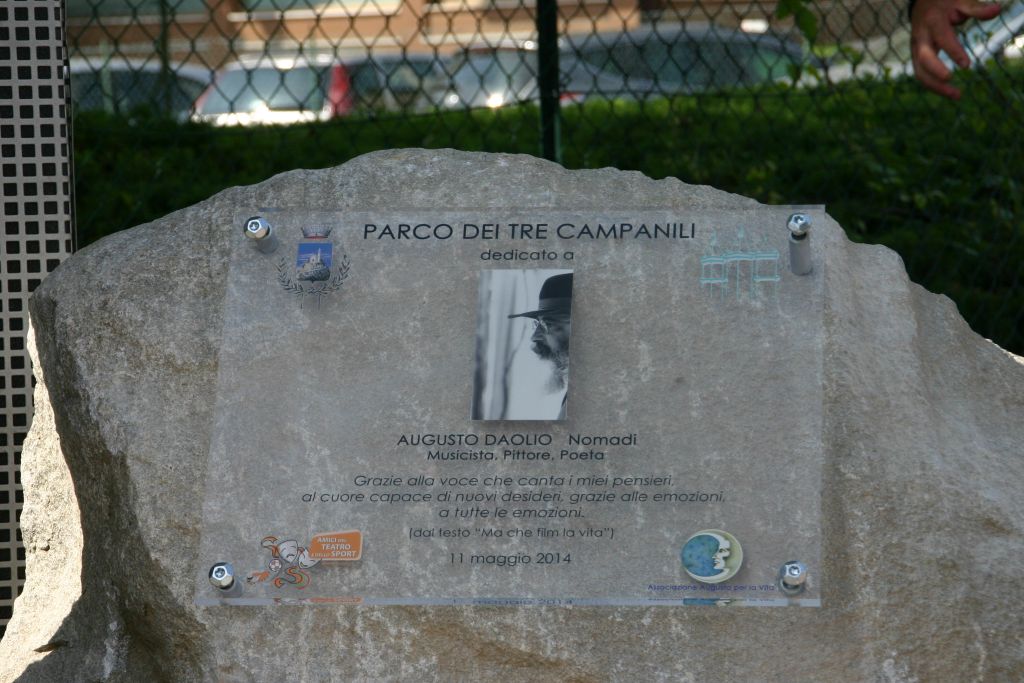 PARCO DEI TRE CAMPANILI
dedicato a
AUGUSTO DAOLIO Nomadi
Musicista, Pittore, Poeta
Grazie alla voce che canta i miei pensieri,
al cuore capace di nuovi desideri, grazie alle emozioni,
a tutte le emozioni.
(dal testo "Ma che film la vita")
11 maggio 2014
AMICI DEL
TEATRO
E DELLO SPORT
Associazione Augusto per la Vita